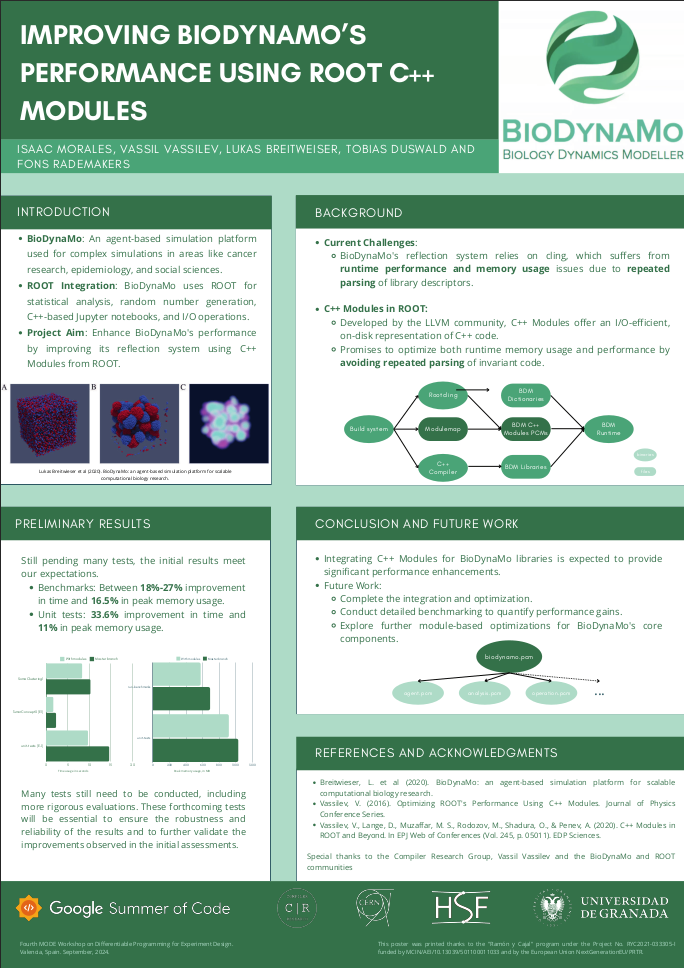 IMPROVING BIODYNAMO'S
PERFORMANCE USING ROOT C++
MODULES
ISAAC MORALES, VASSIL VASSILEV, LUKAS BREITWEISER, TOBIAS DUSWALD AND
FONS RADEMAKERS
BIODYNAMO
BIOLOGY DYNAMICS MODELLER
INTRODUCTION
• BioDynaMo: An agent-based simulation platform
used for complex simulations in areas like cancer
research, epidemiology, and social sciences.
• ROOT Integration: BioDynaMo uses ROOT for
statistical analysis, random number generation,
C++-based Jupyter notebooks, and I/O operations.
• Project Aim: Enhance BioDynaMo's performance
by improving its reflection system using C++
Modules from ROOT.
A B C
Lukas Breitwieser et al (2020). BioDynaMo: an agent-based simulation platform for scalable
computational biology research.
BACKGROUND
• Current Challenges:
BioDynaMo's reflection system relies on cling, which suffers from
runtime performance and memory usage issues due to repeated
parsing of library descriptors.
• C++ Modules in ROOT:
Developed by the LLVM community, C++ Modules offer an I/O-efficient,
on-disk representation of C++ code.
Promises to optimize both runtime memory usage and performance by
avoiding repeated parsing of invariant code.
Build system
Rootcling
Modulemap
C++
Compiler
BDM
Dictionaries
BDM C++
Modules PCMs
BDM Libraries
BDM
Runtime
PRELIMINARY RESULTS
Still pending many tests, the initial results meet
our expectations.
• Benchmarks: Between 18%-27% improvement
in time and 16.5% in peak memory usage.
• Unit tests: 33.6% improvement in time and
11% in peak memory usage.
Many tests still need to be conducted, including
more rigorous evaluations. These forthcoming tests
will be essential to ensure the robustness and
reliability of the results and to further validate the
improvements observed in the initial assessments.
CONCLUSION AND FUTURE WORK
• Integrating C++ Modules for BioDynaMo libraries is expected to provide
significant performance enhancements.
• Future Work:
Complete the integration and optimization.
Conduct detailed benchmarking to quantify performance gains.
Explore further module-based optimizations for BioDynaMo's core
components.
biodynamo.pcm
agent.pcm
analysis.pcm
operation.pcm
...
REFERENCES AND ACKNOWLEDGMENTS
• Breitwieser, L. et al (2020). BioDynaMo: an agent-based simulation platform for scalable
computational biology research.
• Vassilev, V. (2016). Optimizing ROOT's Performance Using C++ Modules. Journal of Physics
Conference Series.
• Vassilev, V., Lange, D., Muzaffar, M. S., Rodozov, M., Shadura, O., & Penev, A. (2020). C++ Modules in
ROOT and Beyond. In EPJ Web of Conferences (Vol. 245, p. 05011). EDP Sciences.
Special thanks to the Compiler Research Group, Vassil Vassilev and the BioDynaMo and ROOT
communities
Google Summer of Code
C R
CERN
HSF
UNIVERSIDAD
DE GRANADA
Fourth MODE Workshop on Differentiable Programming for Experiment Design.
Valencia, Spain. September, 2024.
This poster was printed thanks to the "Ramón y Cajal" program under the Project No. RYC2021-033305-I
funded by MCIN/AEI/10.13039/501100011033 and by the European Union NextGenerationEU/PRTR.